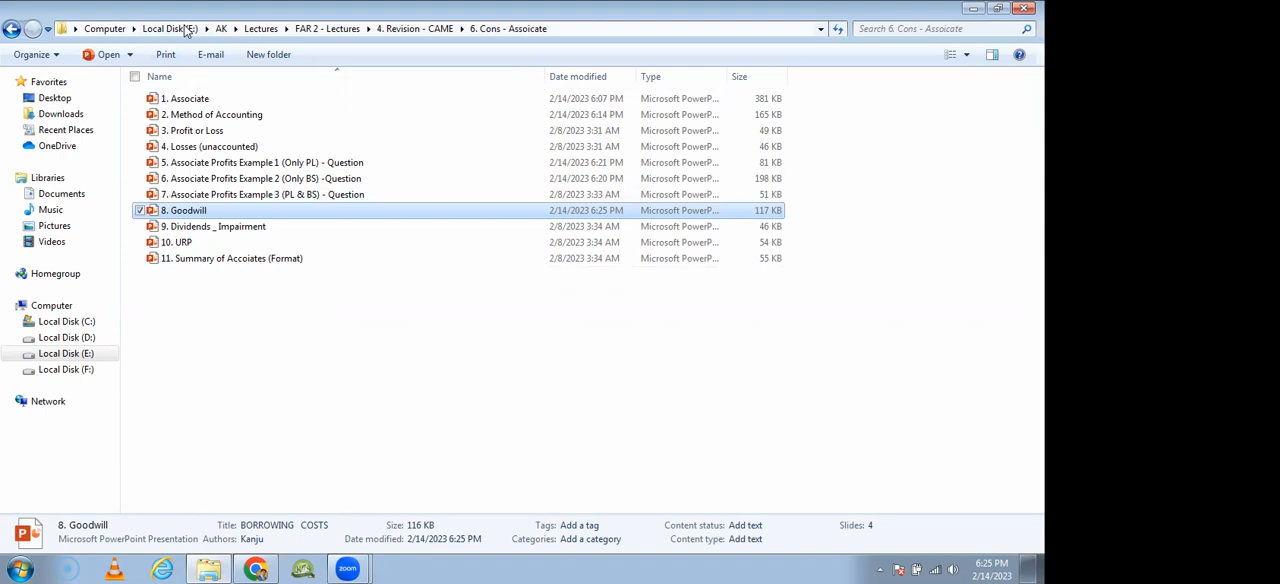 Computer Local Disk (E:) AK Lectures FAR 2 - Lectures 4. Revision - CAME 6. Cons - Assoicate Search 6. Cons - Assoicate
Organize Open Print E-mail New folder
Name Date modified Type Size
Favorites
Desktop
Downloads
Recent Places
OneDrive
Libraries
Documents
Music
Pictures
Videos
Homegroup
Computer
Local Disk (C:)
Local Disk (D:)
Local Disk (E:)
Local Disk (F:)
Network
1. Associate 2/14/2023 6:07 PM Microsoft PowerP... 381 KB
2. Method of Accounting 2/14/2023 6:14 PM Microsoft PowerP... 165 KB
3. Profit or Loss 2/8/2023 3:31 AM Microsoft PowerP... 49 KB
4. Losses (unaccounted) 2/8/2023 3:31 AM Microsoft PowerP... 46 KB
5. Associate Profits Example 1 (Only PL) - Question 2/14/2023 6:21 PM Microsoft PowerP... 81 KB
6. Associate Profits Example 2 (Only BS) -Question 2/14/2023 6:20 PM Microsoft PowerP... 198 KB
7. Associate Profits Example 3 (PL & BS) - Question 2/8/2023 3:33 AM Microsoft PowerP... 51 KB
8. Goodwill 2/14/2023 6:25 PM Microsoft PowerP... 117 KB
9. Dividends _ Impairment 2/8/2023 3:34 AM Microsoft PowerP... 46 KB
10. URP 2/8/2023 3:34 AM Microsoft PowerP... 54 KB
11. Summary of Accoiates (Format) 2/8/2023 3:34 AM Microsoft PowerP... 55 KB
8. Goodwill Title: BORROWING COSTS Size: 116 KB Tags: Add a tag Content status: Add text Slides: 4
Microsoft PowerPoint Presentation Authors: Kanju Date modified: 2/14/2023 6:25 PM Categories: Add a category Content type: Add text
zoom
6:25 PM
2/14/2023